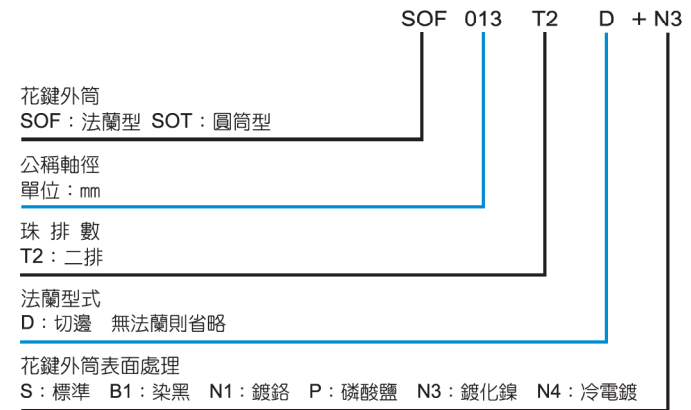 SOF 013 T2 D + N3
花鍵外筒
SOF：法蘭型 SOT：圓筒型
公稱軸徑
單位：mm
珠 排 數
T2：二排
法蘭型式
D：切邊 無法蘭則省略
花鍵外筒表面處理
S：標準 B1：染黑 N1：鍍鉻 P：磷酸鹽 N3：鍍化鎳 N4：冷電鍍